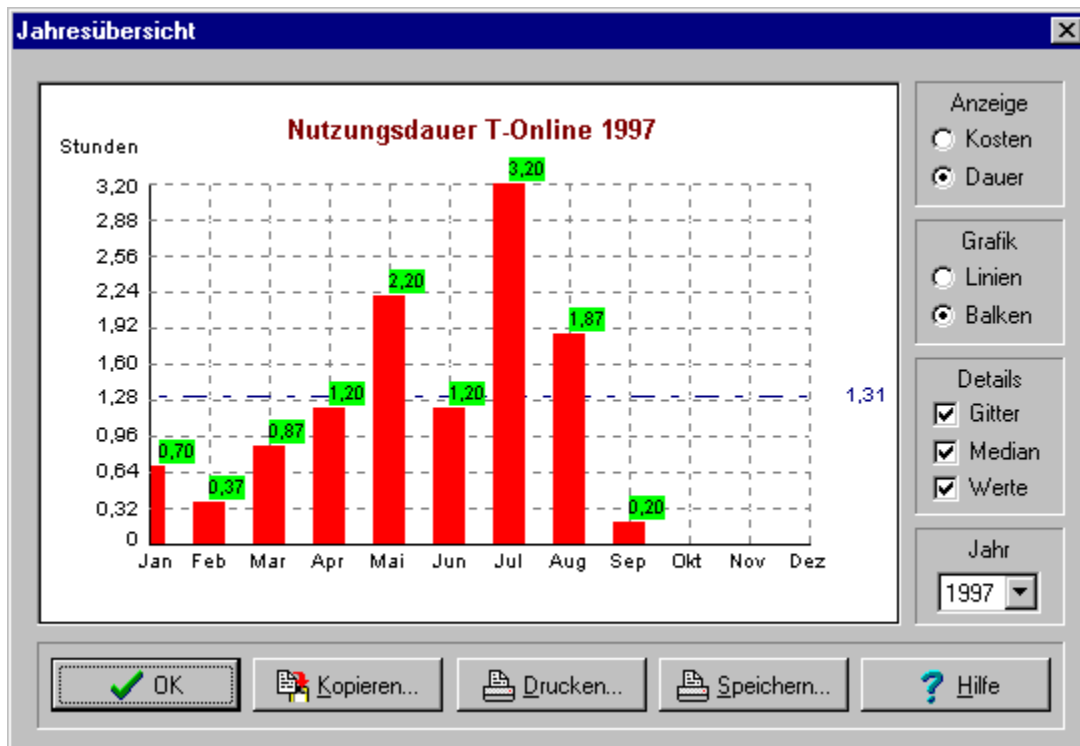 Jahresübersicht
Nutzungsdauer T-Online 1997
Stunden
3,20
2,88
2,56
2,24
1,92
1,60
1,28
0,96
0,64
0,32
0
0,70
0,37
0,87
1,20
2,20
1,20
3,20
1,87
0,20
1,31
Jan Feb Mar Apr Mai Jun Jul Aug Sep Okt Nov Dez
Anzeige
Kosten
Dauer
Grafik
Linien
Balken
Details
Gitter
Median
Werte
Jahr
1997
OK Kopieren... Drucken... Speichern... Hilfe